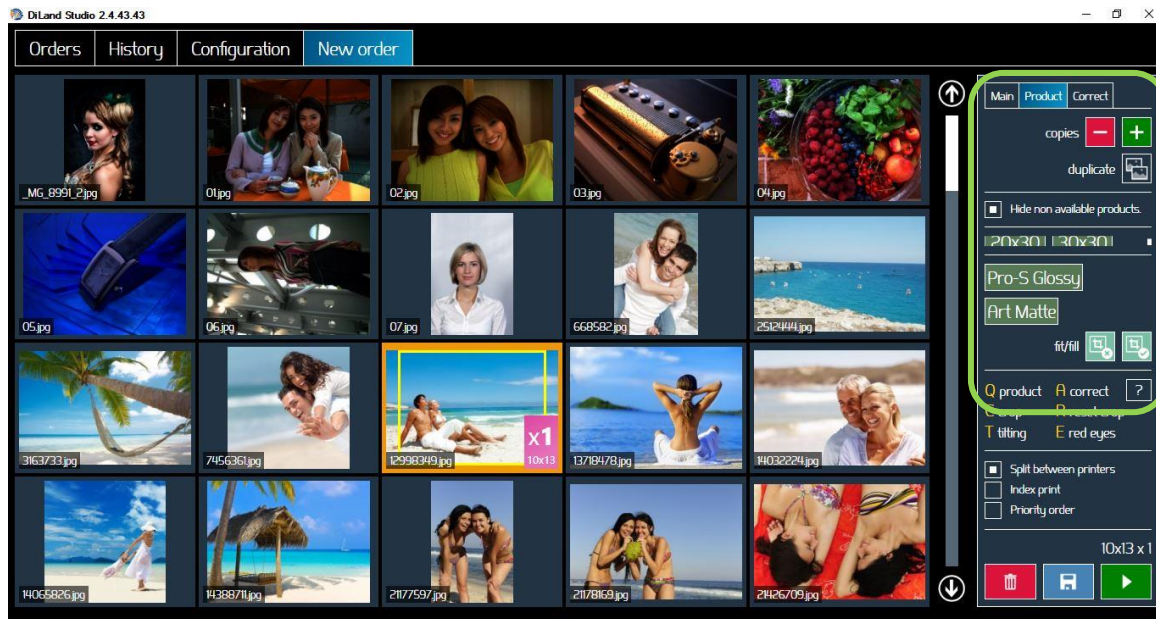 DiLand Studio 2.4.43.43
Orders History Configuration New order
_MG_8991_2.jpg
01.jpg
02.jpg
03.jpg
04.jpg
05.jpg
06.jpg
07.jpg
668582.jpg
2512444.jpg
3163733.jpg
7456361.jpg
12998349.jpg
x1
10x13
13718478.jpg
14032224.jpg
14065826.jpg
14388711.jpg
21177597.jpg
21178169.jpg
21426709.jpg
Main Product Correct
copies − +
duplicate
Hide non available products.
20x30 30x30
Pro-S Glossy
Art Matte
fit/fill
Q product A correct ?
T tilting E red eyes
Split between printers
Index print
Priority order
10x13 x 1